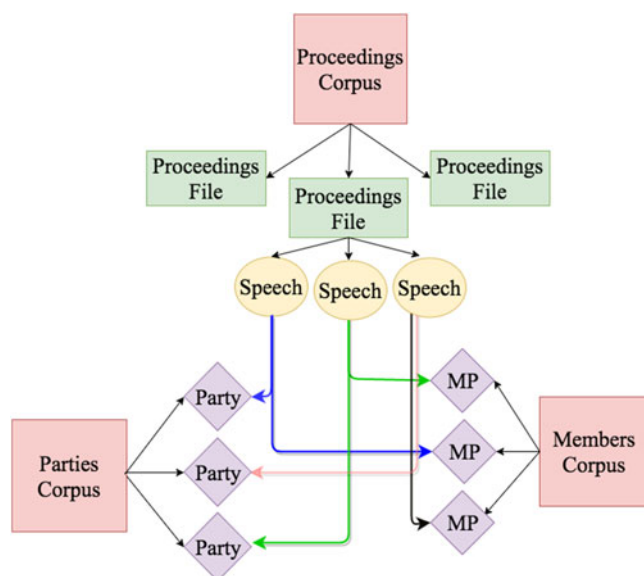 Proceedings
Corpus
Proceedings
File
Proceedings
File
Proceedings
File
Speech
Speech
Speech
Party
MP
Parties
Corpus
Party
MP
Members
Corpus
Party
MP